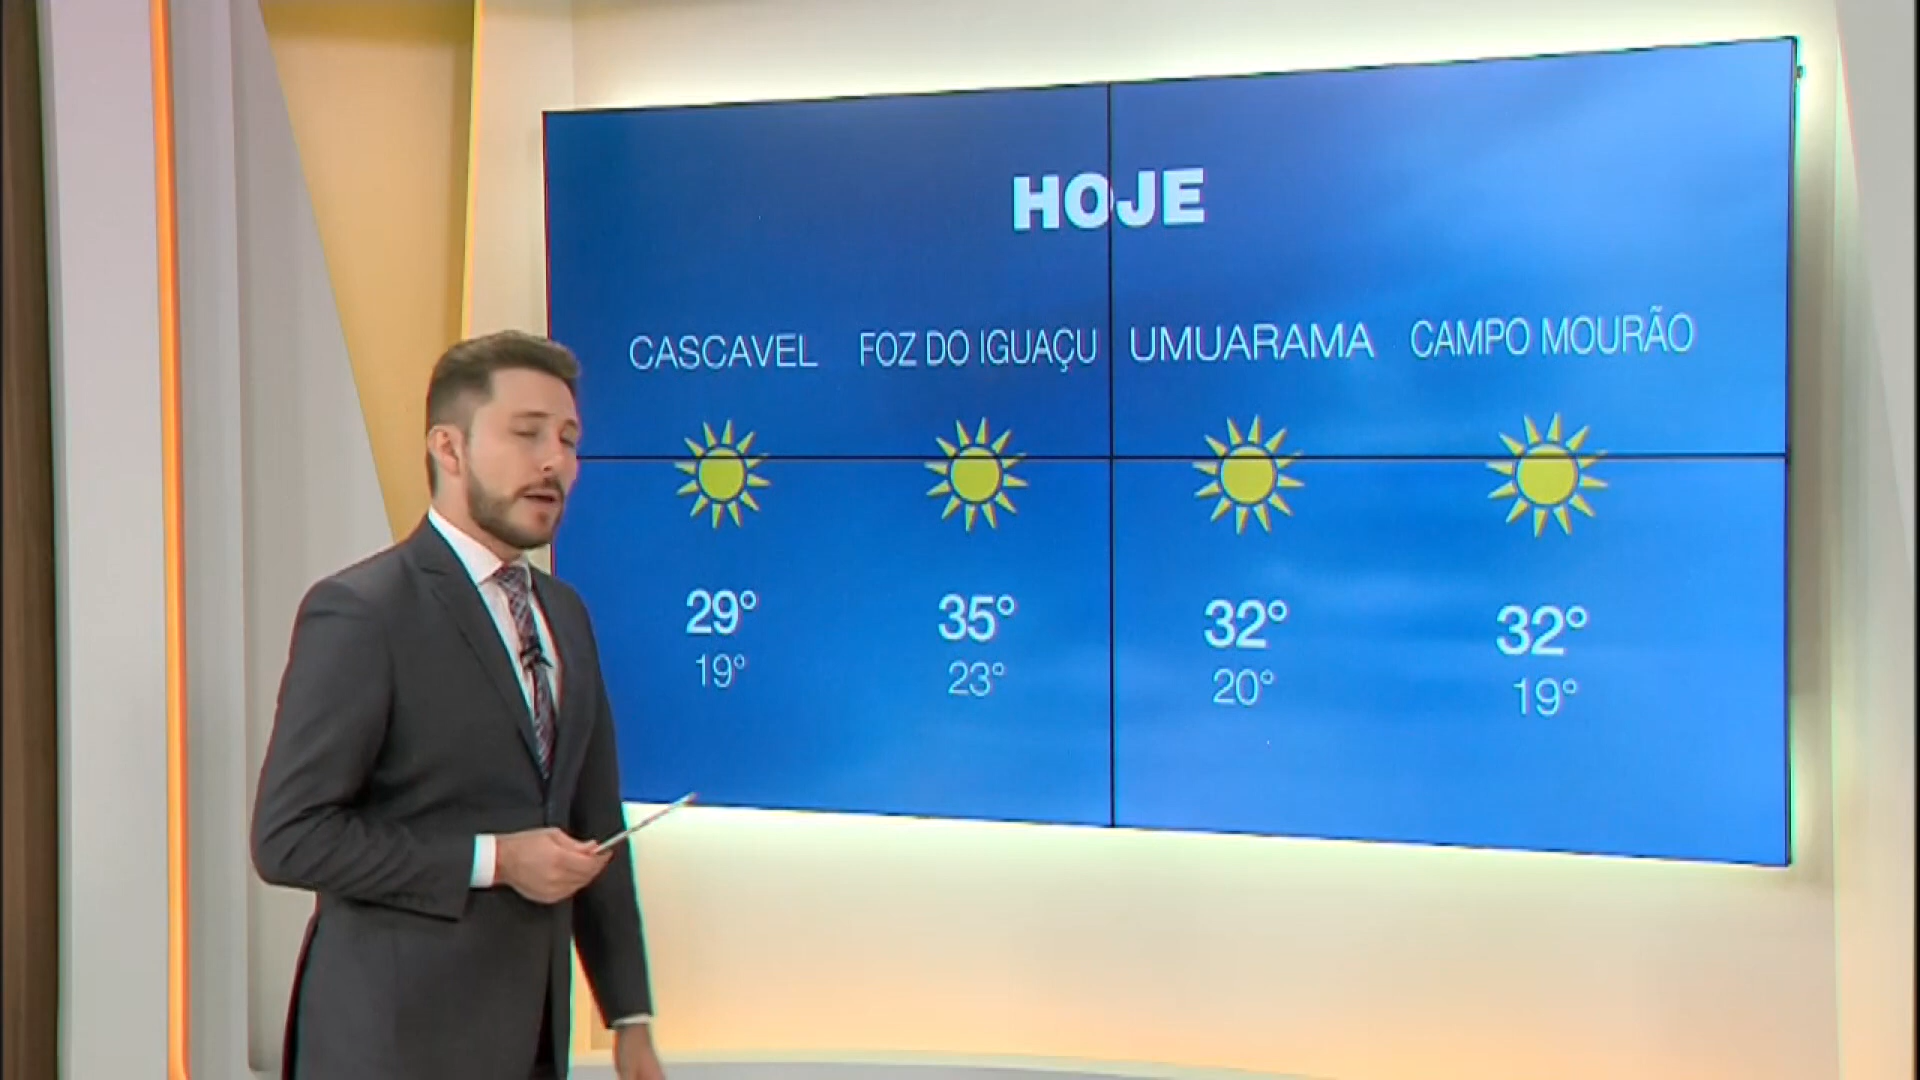 HOJE
CASCAVEL FOZ DO IGUAÇU UMUARAMA CAMPO MOURÃO
29° 35° 32° 32°
19° 23° 20° 19°